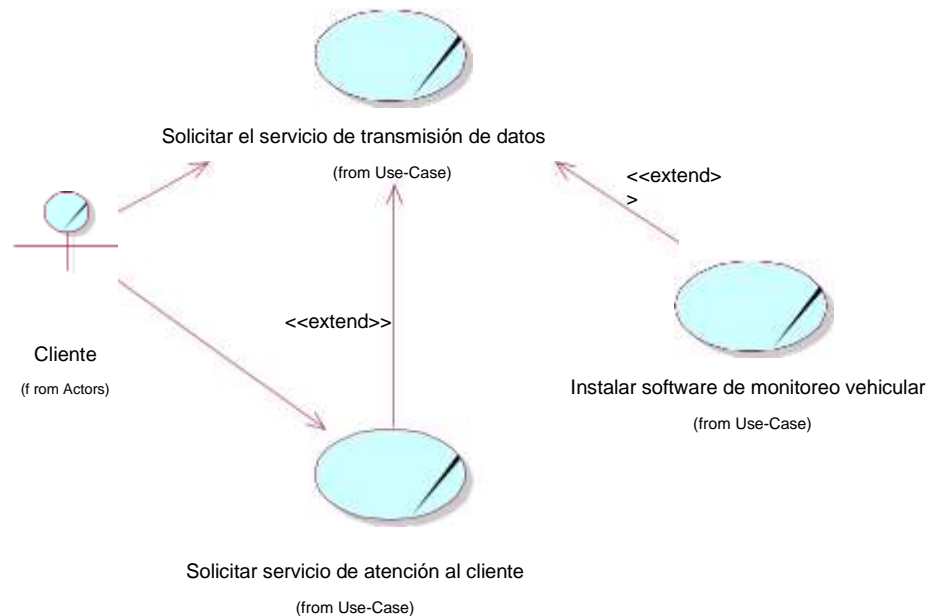 Solicitar el servicio de transmisión de datos
(from Use-Case)
<<extend>
>
<<extend>>
Cliente
(f rom Actors)
Instalar software de monitoreo vehicular
(from Use-Case)
Solicitar servicio de atención al cliente
(from Use-Case)